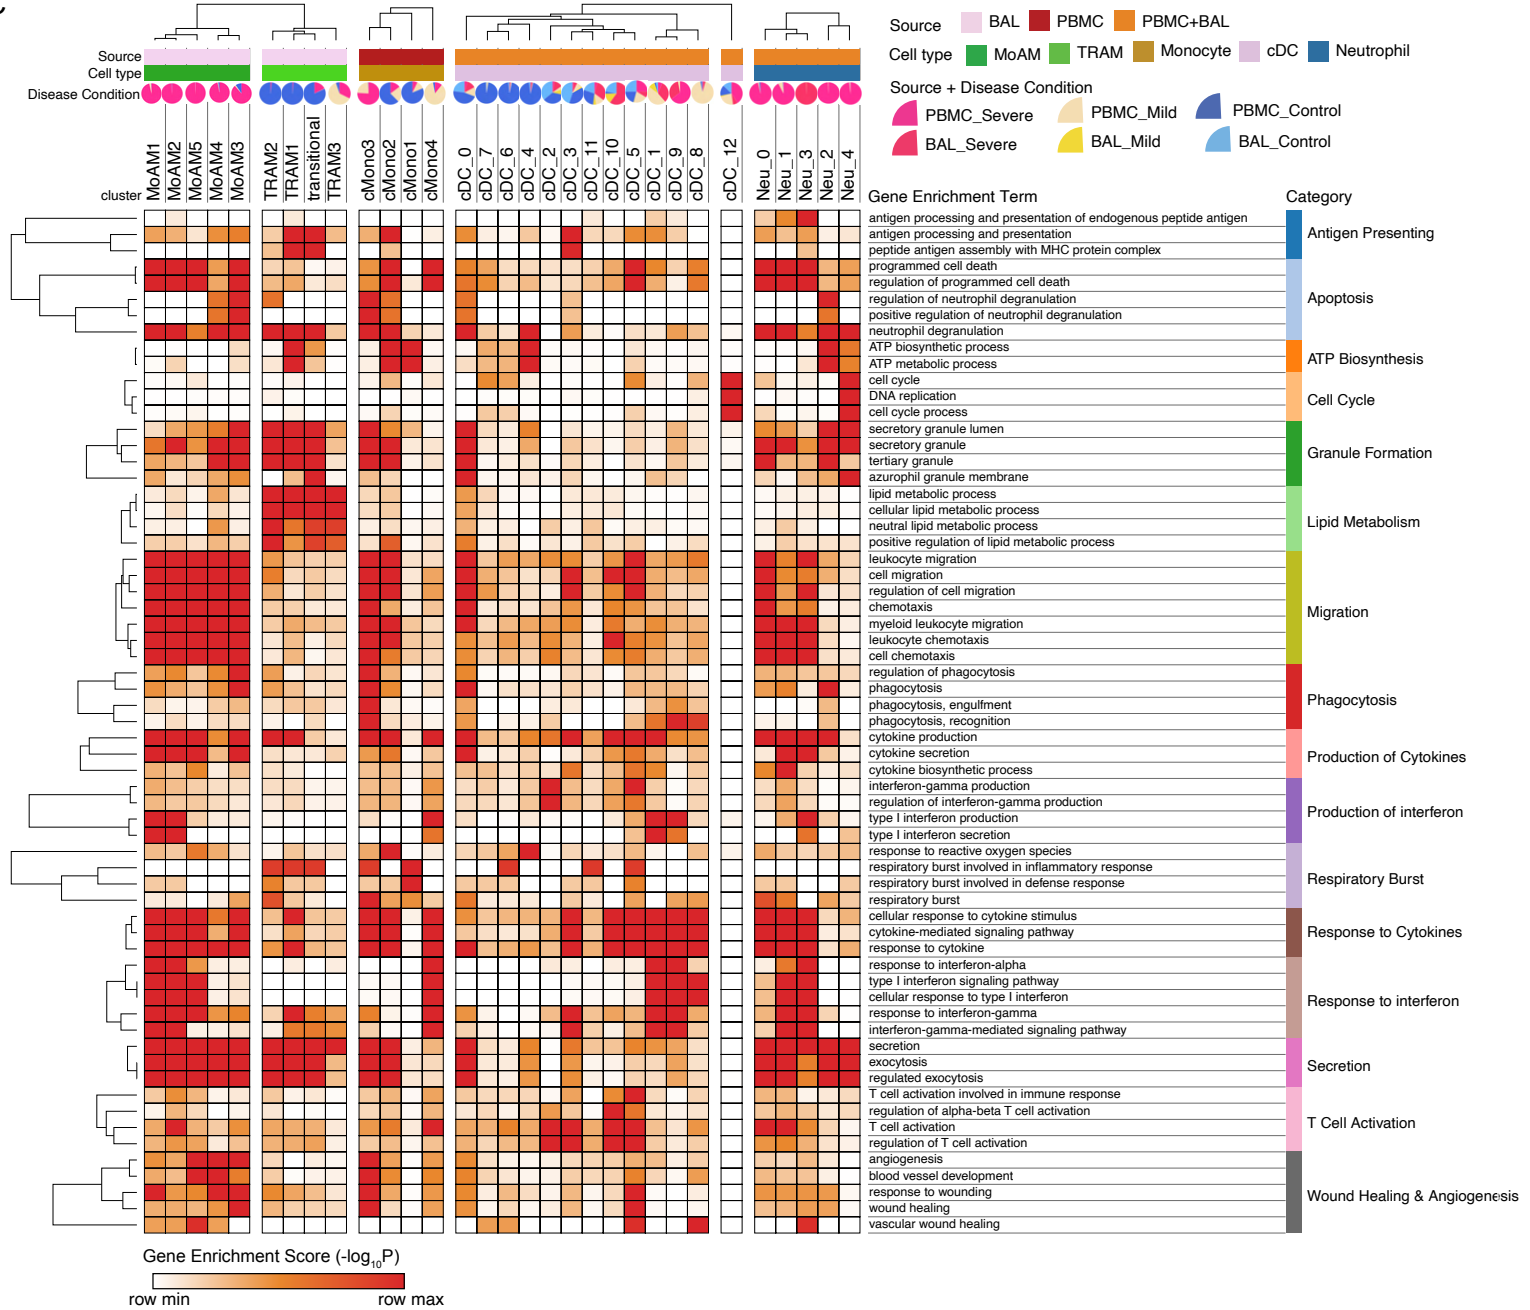 Source BAL PBMC PBMC+BAL
Cell type MoAM TRAM Monocyte cDC Neutrophil
Source + Disease Condition
PBMC_Severe PBMC_Mild PBMC_Control
BAL_Severe BAL_Mild BAL_Control
Source
Cell type
Disease Condition
cluster
MoAM1
MoAM2
MoAM5
MoAM4
MoAM3
TRAM2
TRAM1
transitional
TRAM3
cMono3
cMono2
cMono1
cMono4
cDC_0
cDC_7
cDC_6
cDC_4
cDC_2
cDC_3
cDC_11
cDC_10
cDC_5
cDC_1
cDC_9
cDC_8
cDC_12
Neu_0
Neu_1
Neu_3
Neu_2
Neu_4
Gene Enrichment Term
Category
antigen processing and presentation of endogenous peptide antigen
antigen processing and presentation
peptide antigen assembly with MHC protein complex
Antigen Presenting
programmed cell death
regulation of programmed cell death
regulation of neutrophil degranulation
positive regulation of neutrophil degranulation
neutrophil degranulation
Apoptosis
ATP biosynthetic process
ATP metabolic process
ATP Biosynthesis
cell cycle
DNA replication
cell cycle process
Cell Cycle
secretory granule lumen
secretory granule
tertiary granule
azurophil granule membrane
Granule Formation
lipid metabolic process
cellular lipid metabolic process
neutral lipid metabolic process
positive regulation of lipid metabolic process
Lipid Metabolism
leukocyte migration
cell migration
regulation of cell migration
chemotaxis
myeloid leukocyte migration
leukocyte chemotaxis
cell chemotaxis
Migration
regulation of phagocytosis
phagocytosis
phagocytosis, engulfment
phagocytosis, recognition
Phagocytosis
cytokine production
cytokine secretion
cytokine biosynthetic process
Production of Cytokines
interferon-gamma production
regulation of interferon-gamma production
type I interferon production
type I interferon secretion
Production of interferon
response to reactive oxygen species
respiratory burst involved in inflammatory response
respiratory burst involved in defense response
respiratory burst
Respiratory Burst
cellular response to cytokine stimulus
cytokine-mediated signaling pathway
response to cytokine
Response to Cytokines
response to interferon-alpha
type I interferon signaling pathway
cellular response to type I interferon
response to interferon-gamma
interferon-gamma-mediated signaling pathway
Response to interferon
secretion
exocytosis
regulated exocytosis
Secretion
T cell activation involved in immune response
regulation of alpha-beta T cell activation
T cell activation
regulation of T cell activation
T Cell Activation
angiogenesis
blood vessel development
response to wounding
wound healing
vascular wound healing
Wound Healing & Angiogenesis
Gene Enrichment Score (-log10P)
row min row max